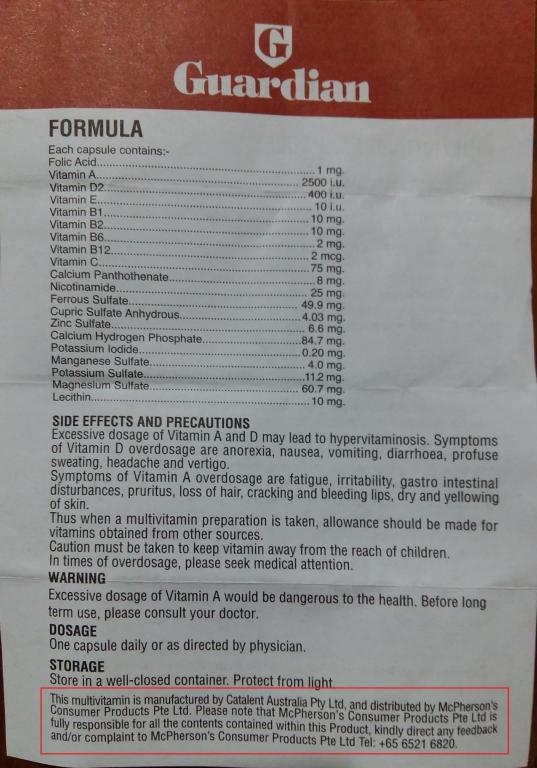 G
Guardian
FORMULA
Each capsule contains:-
Folic Acid...........1 mg.
Vitamin A...........2500 i.u.
Vitamin D2...........400 i.u.
Vitamin E...........10 i.u.
Vitamin B1...........10 mg.
Vitamin B2...........10 mg.
Vitamin B6...........2 mg.
Vitamin B12...........2 mcg.
Vitamin C...........75 mg.
Calcium Panthothenate...........8 mg.
Nicotinamide...........25 mg.
Ferrous Sulfate...........49.9 mg.
Cupric Sulfate Anhydrous...........4.03 mg.
Zinc Sulfate...........6.6 mg.
Calcium Hydrogen Phosphate...........84.7 mg.
Potassium Iodide...........0.20 mg.
Manganese Sulfate...........4.0 mg.
Potassium Sulfate...........11.2 mg.
Magnesium Sulfate...........60.7 mg.
Lecithin...........10 mg.
SIDE EFFECTS AND PRECAUTIONS
Excessive dosage of Vitamin A and D may lead to hypervitaminosis. Symptoms
of Vitamin D overdosage are anorexia, nausea, vomiting, diarrhoea, profuse
sweating, headache and vertigo.
Symptoms of Vitamin A overdosage are fatigue, irritability, gastro intestinal
disturbances, pruritus, loss of hair, cracking and bleeding lips, dry and yellowing
of skin.
Thus when a multivitamin preparation is taken, allowance should be made for
vitamins obtained from other sources.
Caution must be taken to keep vitamin away from the reach of children.
In times of overdosage, please seek medical attention.
WARNING
Excessive dosage of Vitamin A would be dangerous to the health. Before long
term use, please consult your doctor.
DOSAGE
One capsule daily or as directed by physician.
STORAGE
Store in a well-closed container. Protect from light.
This multivitamin is manufactured by Catalent Australia Pty Ltd, and distributed by McPherson's
Consumer Products Pte Ltd. Please note that McPherson's Consumer Products Pte Ltd is
fully responsible for all the contents contained within this Product, kindly direct any feedback
and/or complaint to McPherson's Consumer Products Pte Ltd Tel: +65 6521 6820.